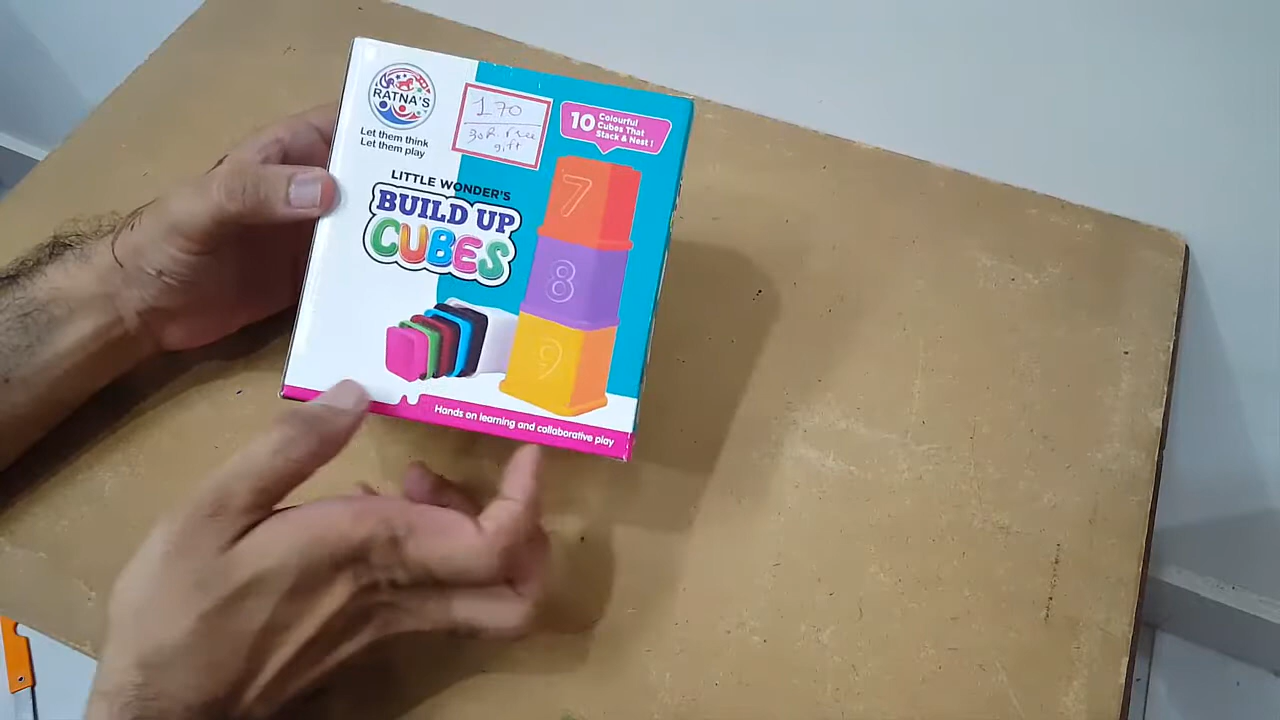 RATNA'S
Let them think
Let them play
170
30R. free
gift
10 Colourful
Cubes That
Stack & Nest !
LITTLE WONDER'S
BUILD UP
CUBES
7
8
9
Hands on learning and collaborative play